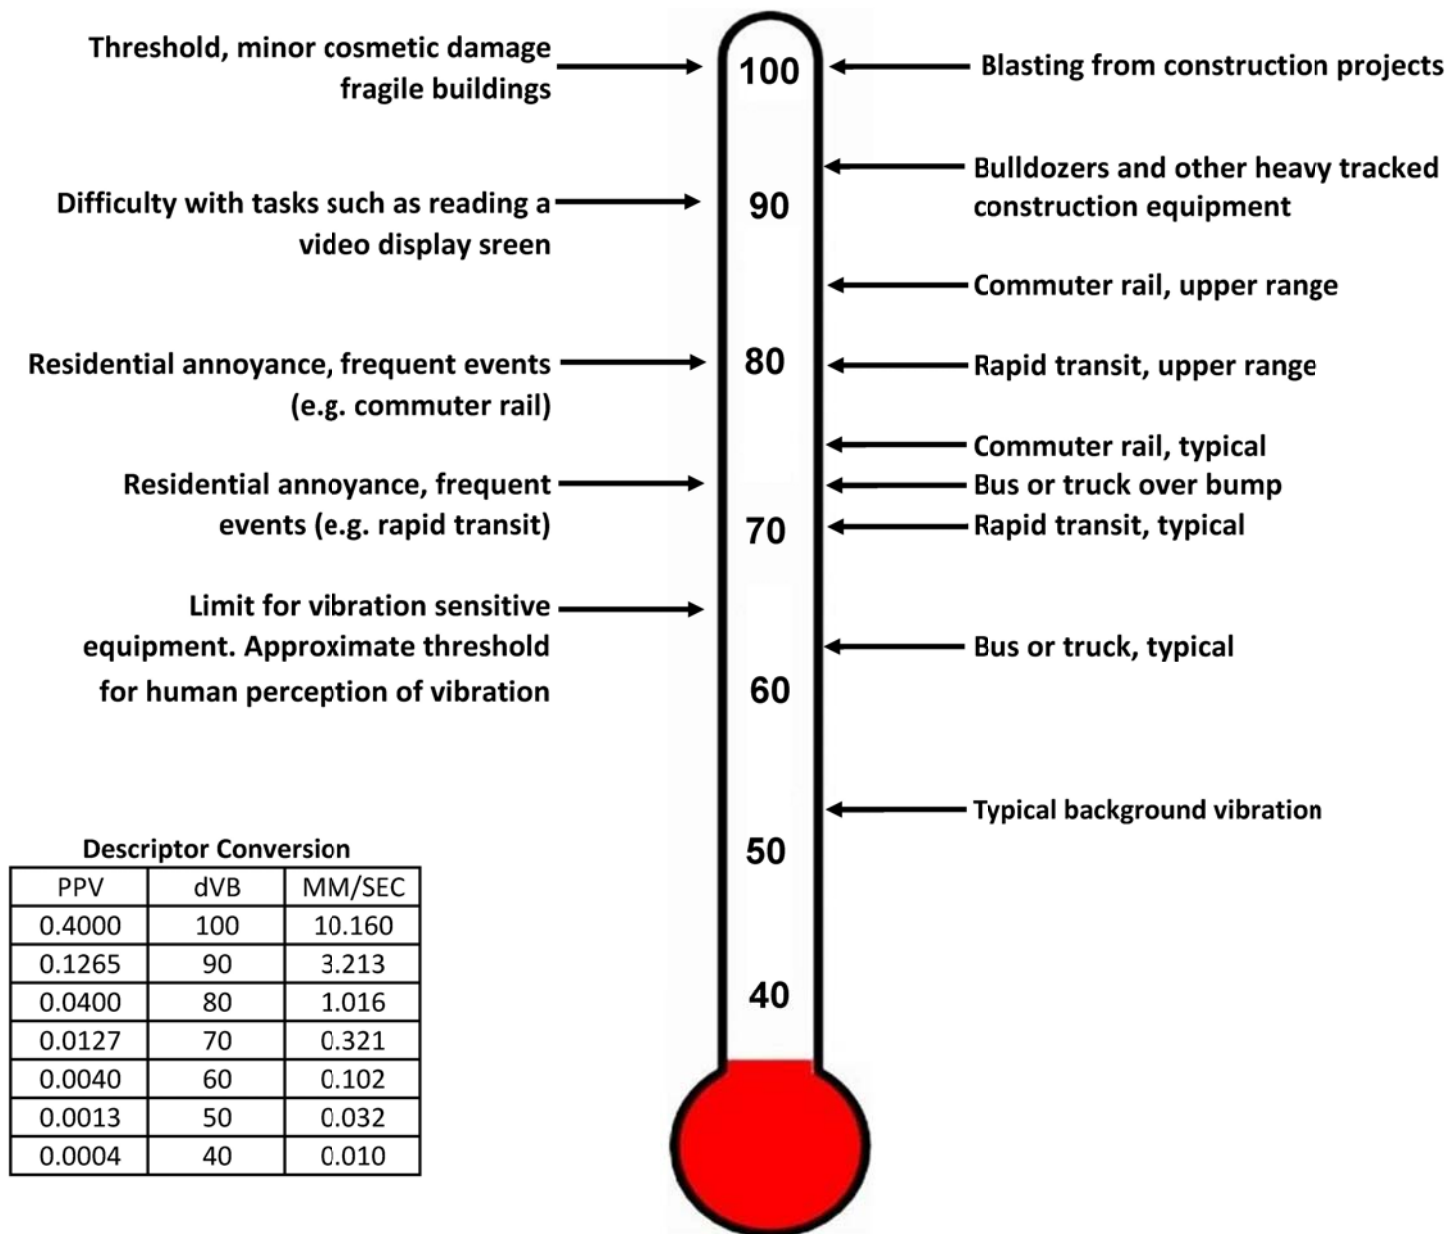 Threshold, minor cosmetic damage
fragile buildings
Difficulty with tasks such as reading a
video display sreen
Residential annoyance, frequent events
(e.g. commuter rail)
Residential annoyance, frequent
events (e.g. rapid transit)
Limit for vibration sensitive
equipment. Approximate threshold
for human perception of vibration
100
90
80
70
60
50
40
Blasting from construction projects
Bulldozers and other heavy tracked
construction equipment
Commuter rail, upper range
Rapid transit, upper range
Commuter rail, typical
Bus or truck over bump
Rapid transit, typical
Bus or truck, typical
Typical background vibration
Descriptor Conversion
PPV dVB MM/SEC
0.4000 100 10.160
0.1265 90 3.213
0.0400 80 1.016
0.0127 70 0.321
0.0040 60 0.102
0.0013 50 0.032
0.0004 40 0.010